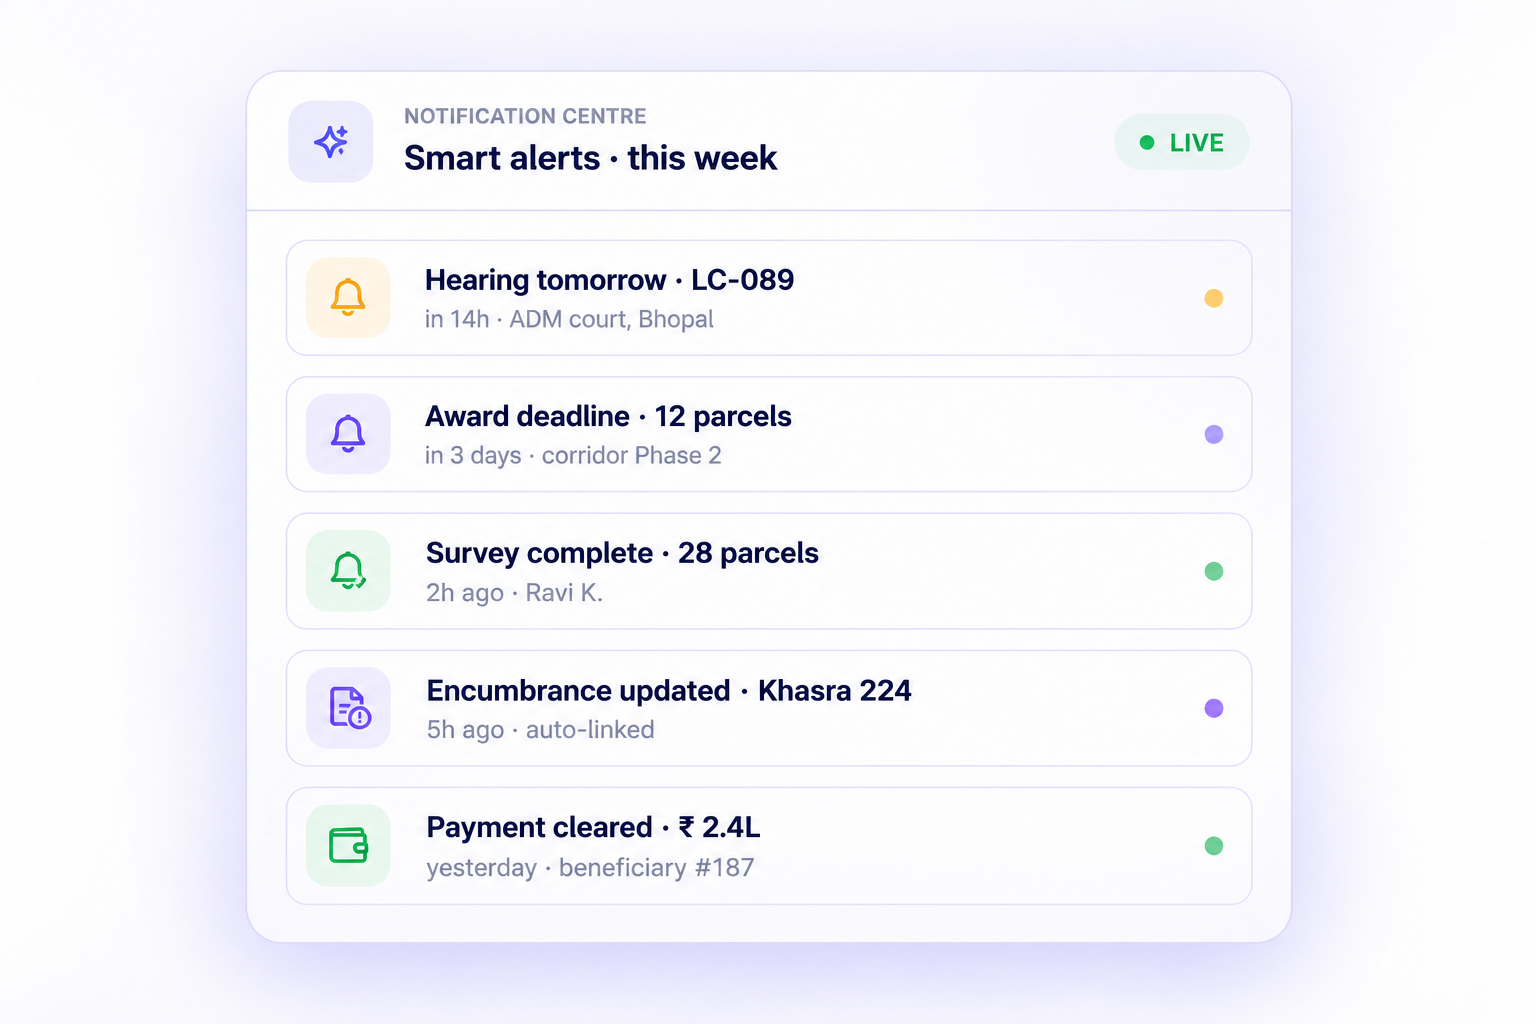 NOTIFICATION CENTRE
Smart alerts · this week
LIVE
Hearing tomorrow · LC-089
in 14h · ADM court, Bhopal
Award deadline · 12 parcels
in 3 days · corridor Phase 2
Survey complete · 28 parcels
2h ago · Ravi K.
Encumbrance updated · Khasra 224
5h ago · auto-linked
Payment cleared · ₹ 2.4L
yesterday · beneficiary #187